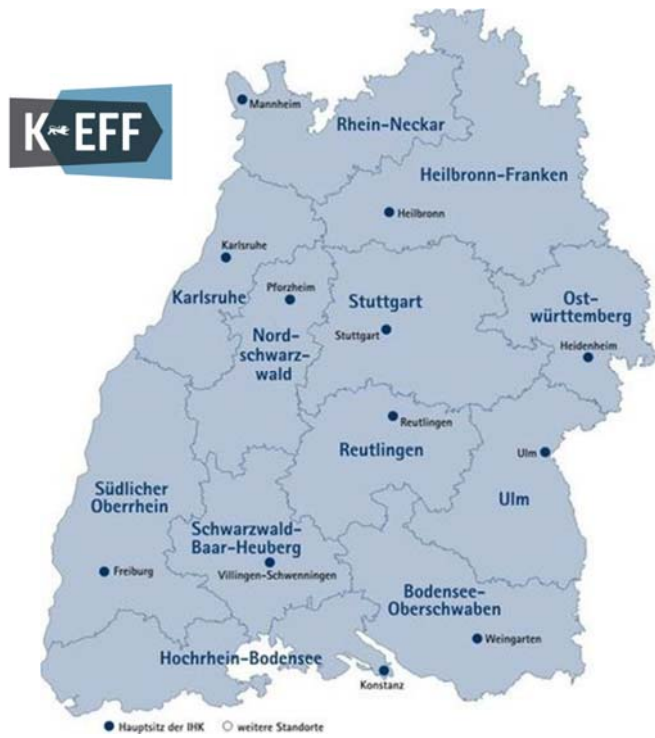 K EFF
Mannheim
Rhein-Neckar
Heilbronn-Franken
Heilbronn
Karlsruhe
Karlsruhe
Pforzheim
Nord-
schwarz-
wald
Stuttgart
Stuttgart
Ost-
württemberg
Heidenheim
Reutlingen
Reutlingen
Ulm
Ulm
Südlicher
Oberrhein
Freiburg
Schwarzwald-
Baar-Heuberg
Villingen-Schwenningen
Bodensee-
Oberschwaben
Weingarten
Hochrhein-Bodensee
Konstanz
Hauptsitz der IHK
weitere Standorte